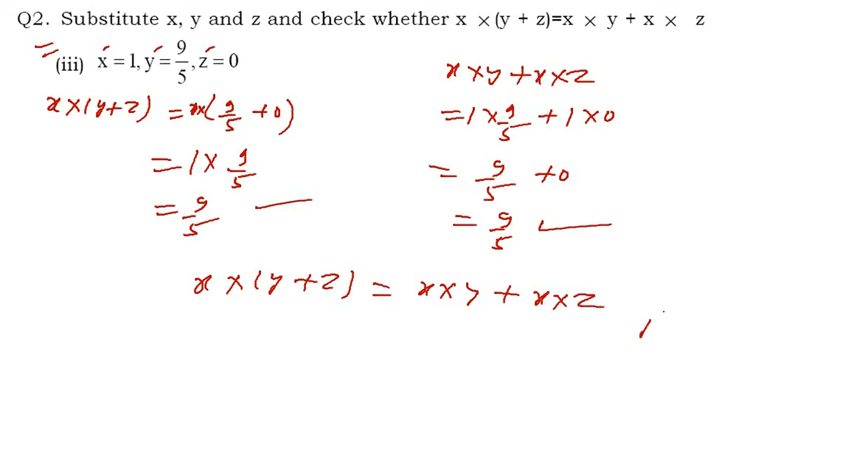 Q2. Substitute x, y and z and check whether x × (y + z)=x × y + x × z
(iii) x = 1, y = 9/5, z = 0
x × (y + z) = x × (9/5 + 0)
= 1 × 9/5
= 9/5
x × y + x × z
= 1 × 9/5 + 1 × 0
= 9/5 + 0
= 9/5
x × (y + z) = x × y + x × z